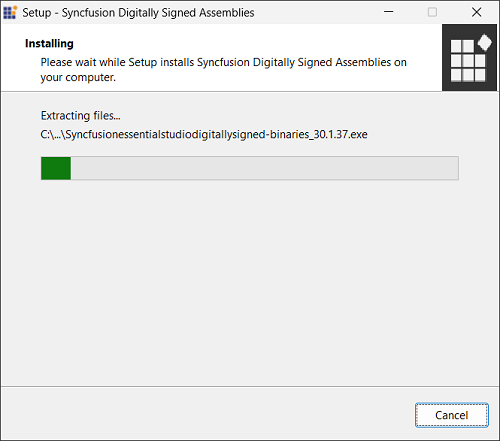 Setup - Syncfusion Digitally Signed Assemblies
Installing
Please wait while Setup installs Syncfusion Digitally Signed Assemblies on
your computer.
Extracting files...
C:\...\Syncfusionessentialstudiodigitallysigned-binaries_30.1.37.exe
Cancel